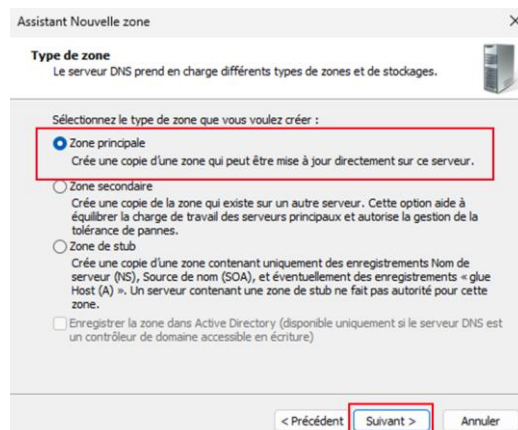 Assistant Nouvelle zone
Type de zone
Le serveur DNS prend en charge différents types de zones et de stockages.
Sélectionnez le type de zone que vous voulez créer :
Zone principale
Crée une copie d'une zone qui peut être mise à jour directement sur ce serveur.
Zone secondaire
Crée une copie de la zone qui existe sur un autre serveur. Cette option aide à
équilibrer la charge de travail des serveurs principaux et autorise la gestion de la
tolérance de pannes.
Zone de stub
Crée une copie d'une zone contenant uniquement des enregistrements Nom de
serveur (NS), Source de nom (SOA), et éventuellement des enregistrements « glue
Host (A) ». Un serveur contenant une zone de stub ne fait pas autorité pour cette
zone.
Enregistrer la zone dans Active Directory (disponible uniquement si le serveur DNS est
un contrôleur de domaine accessible en écriture)
< Précédent Suivant > Annuler